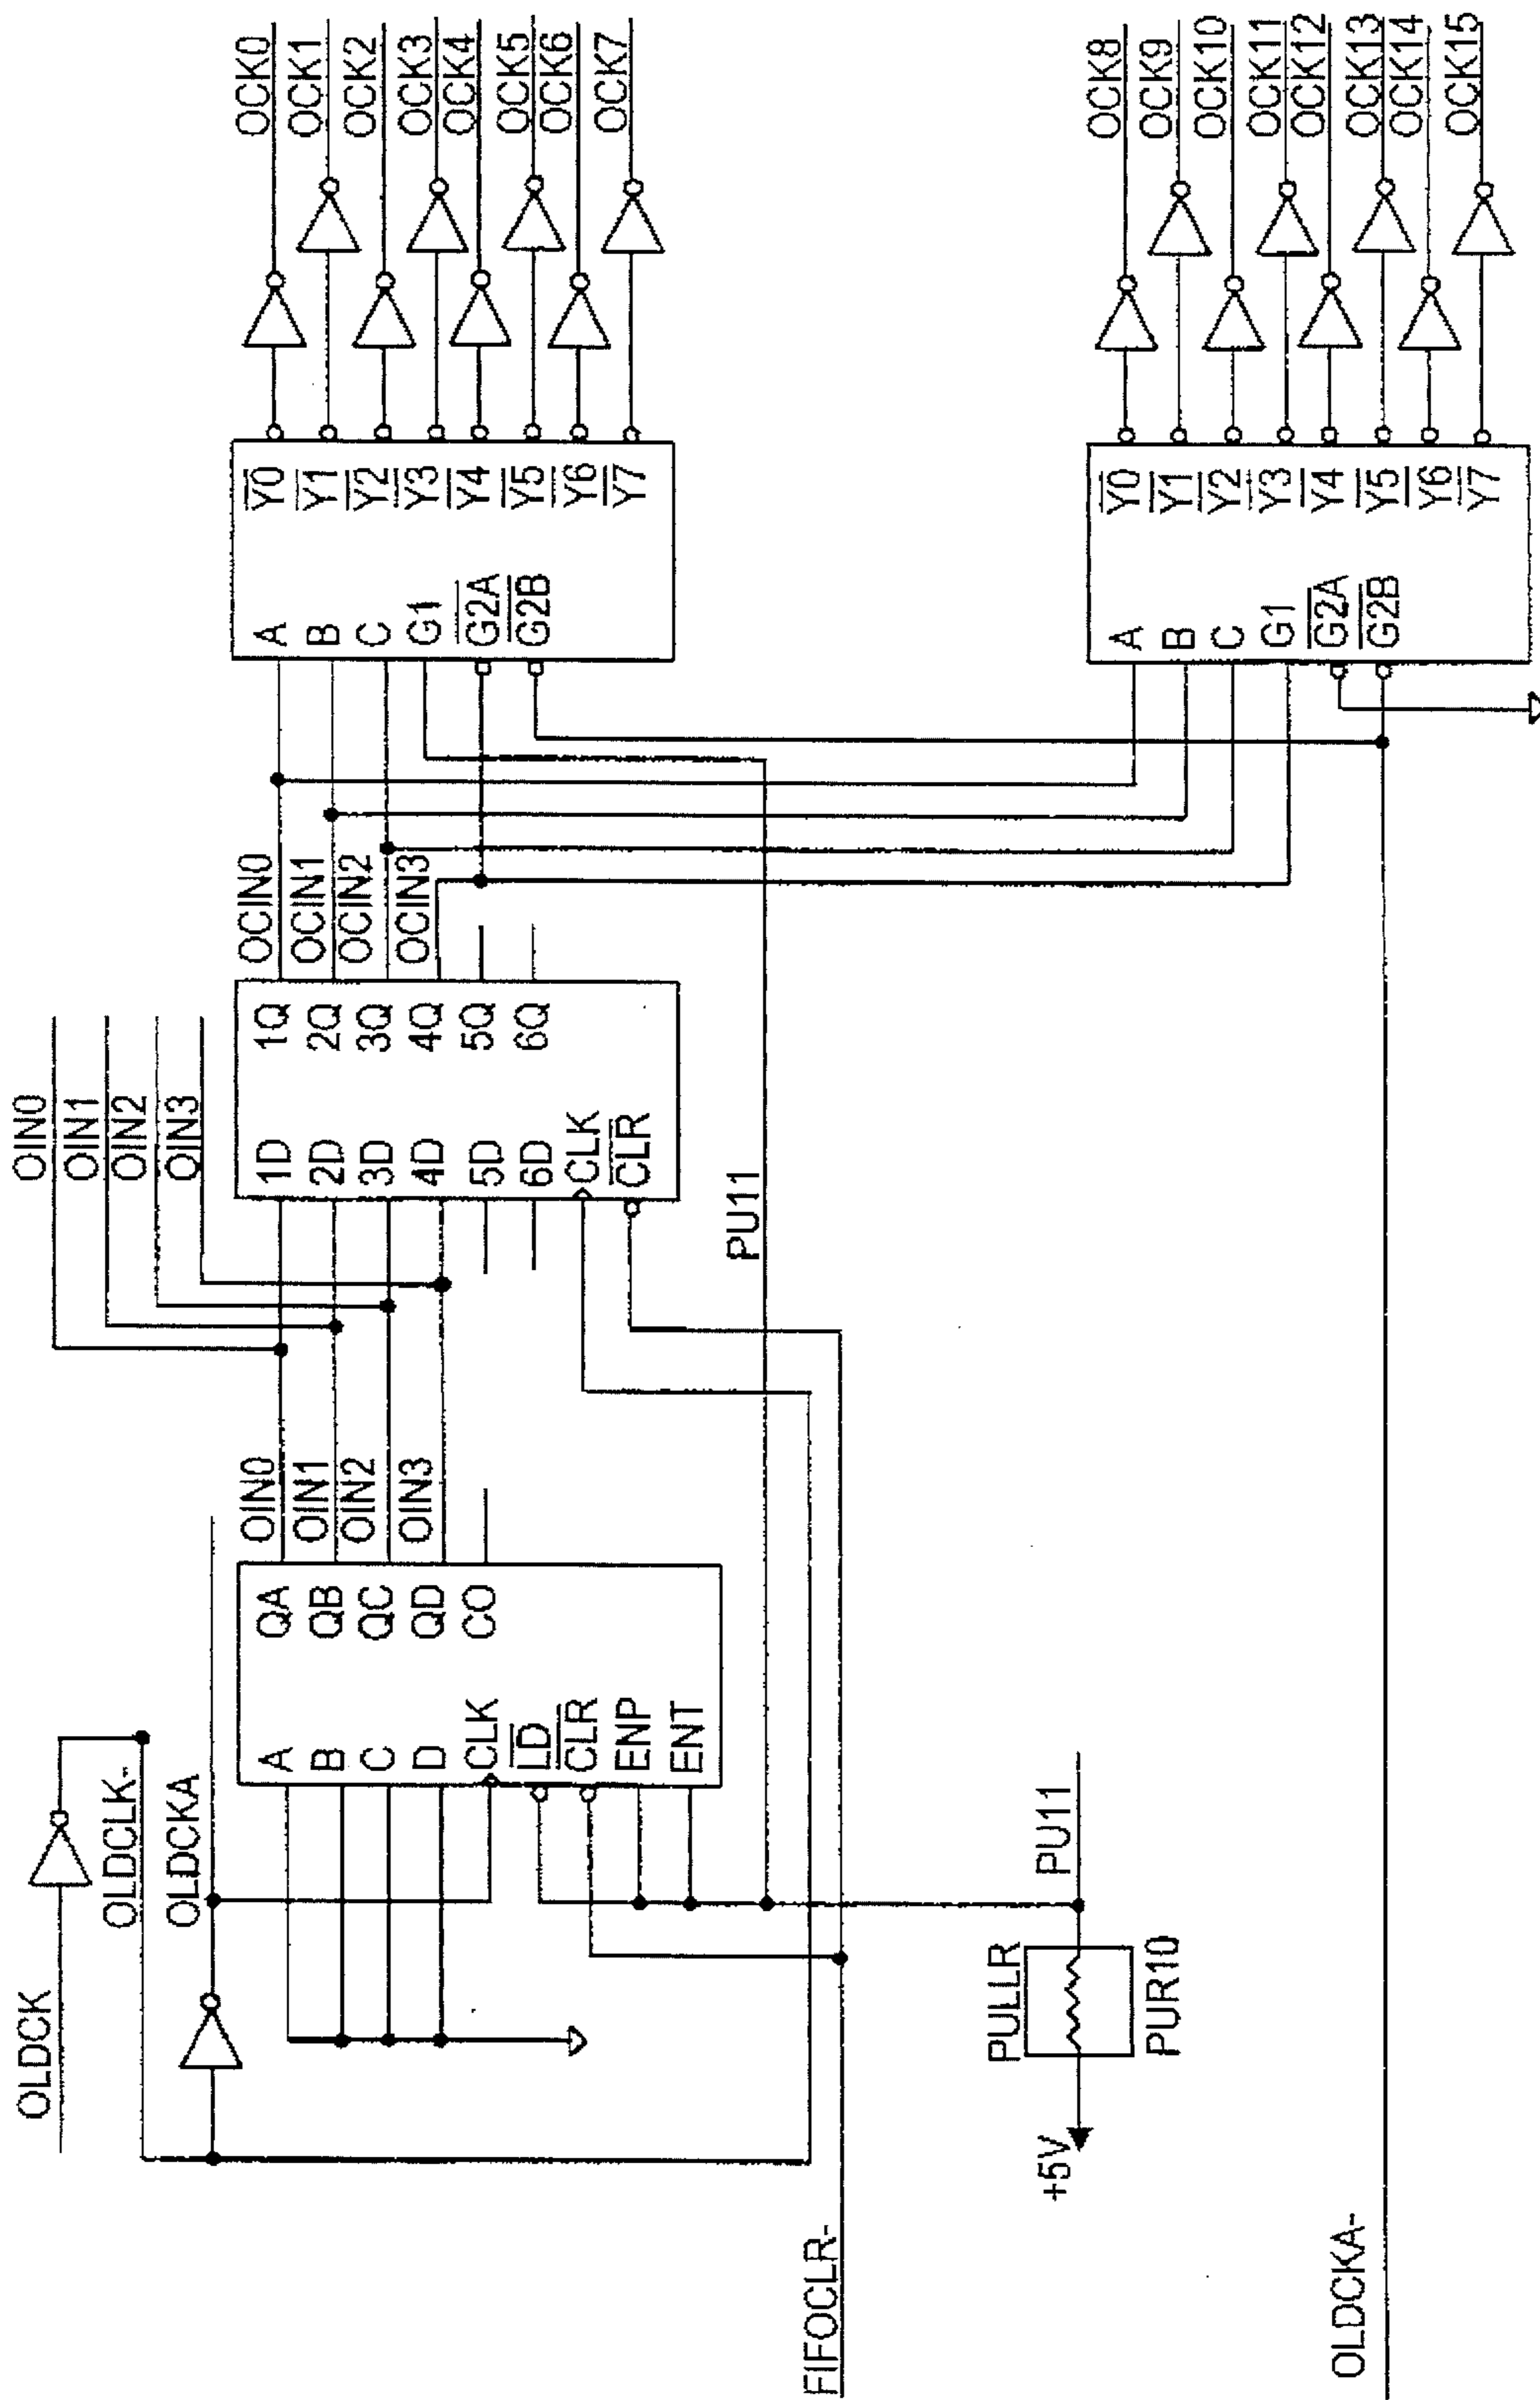 OLDCK
OLDCLK-
OLDCKA
A
B
C
D
CLK
LD
CLR
ENP
ENT
QA
QB
QC
QD
CO
OIN0
OIN1
OIN2
OIN3
OIN0
OIN1
OIN2
OIN3
1D
2D
3D
4D
5D
6D
CLK
CLR
1Q
2Q
3Q
4Q
5Q
6Q
OCIN0
OCIN1
OCIN2
OCIN3
A
B
C
G1
G2A
G2B
Y0
Y1
Y2
Y3
Y4
Y5
Y6
Y7
OCK0
OCK1
OCK2
OCK3
OCK4
OCK5
OCK6
OCK7
PU11
FIFOCLR-
+5V
PULLR
PUR10
PU11
OLDCKA-
A
B
C
G1
G2A
G2B
Y0
Y1
Y2
Y3
Y4
Y5
Y6
Y7
OCK8
OCK9
OCK10
OCK11
OCK12
OCK13
OCK14
OCK15